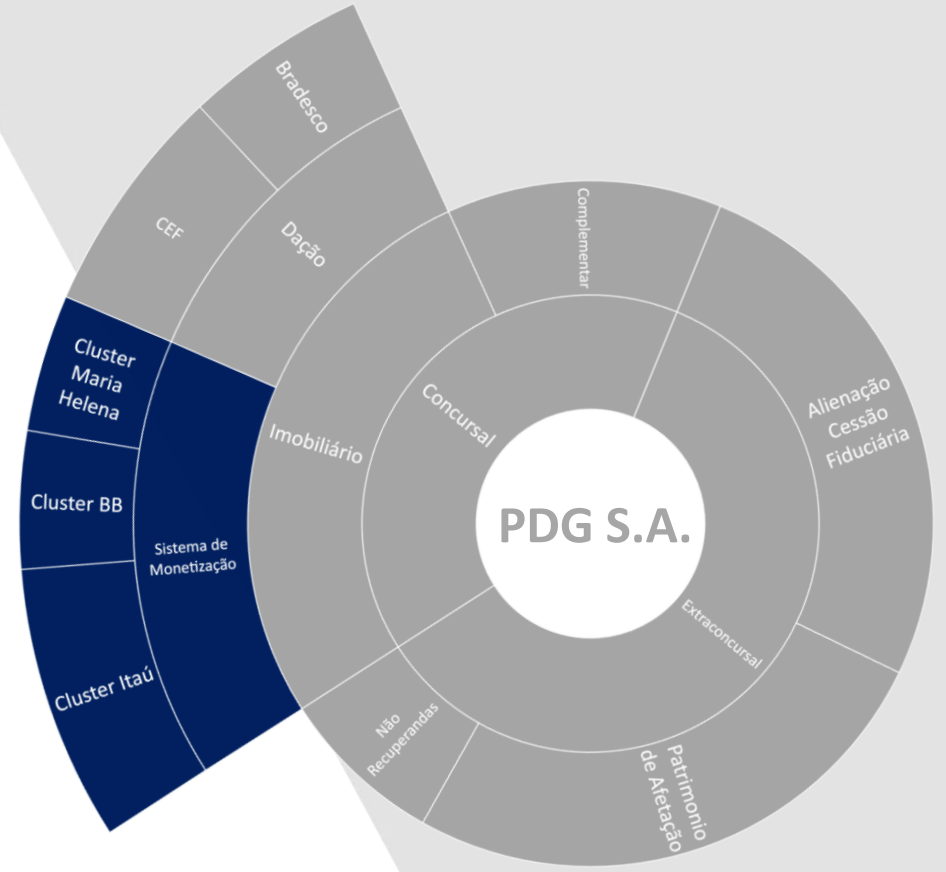 Bradesco
CEF
Dação
Complementar
Cluster
Maria
Helena
Concursal
Alienação
Cessão
Fiduciária
Imobiliário
Cluster BB
PDG S.A.
Sistema de
Monetização
Extraconcursal
Cluster Itaú
Não
Recuperandas
Patrimonio
de Afetação